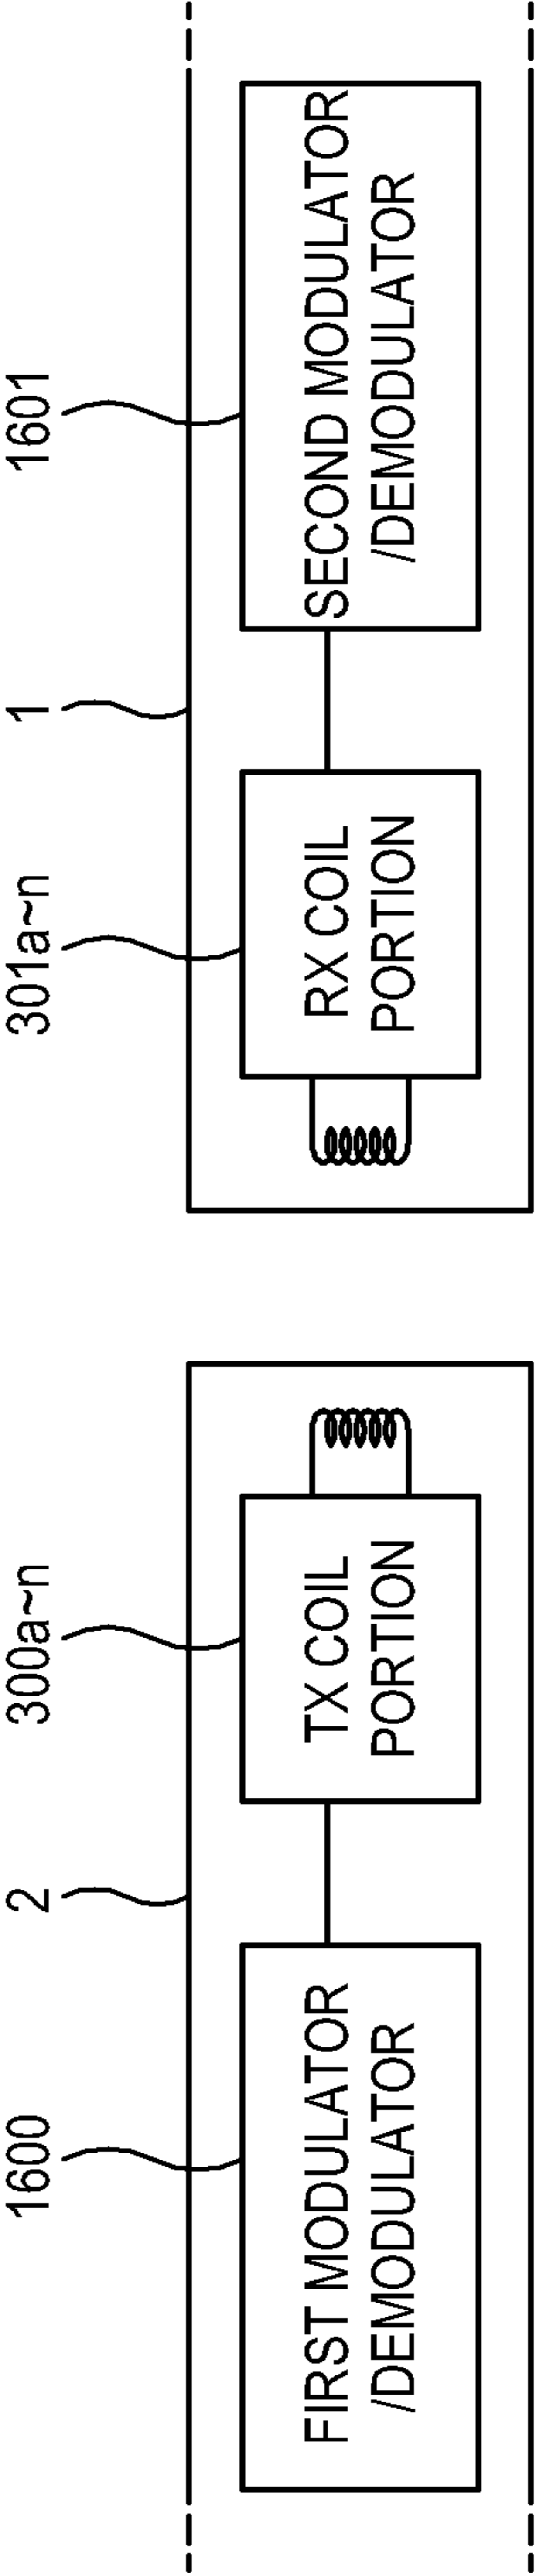 1600
2
300a~n
301a~n
1
1601
FIRST MODULATOR
/DEMODULATOR
TX COIL
PORTION
RX COIL
PORTION
SECOND MODULATOR
/DEMODULATOR